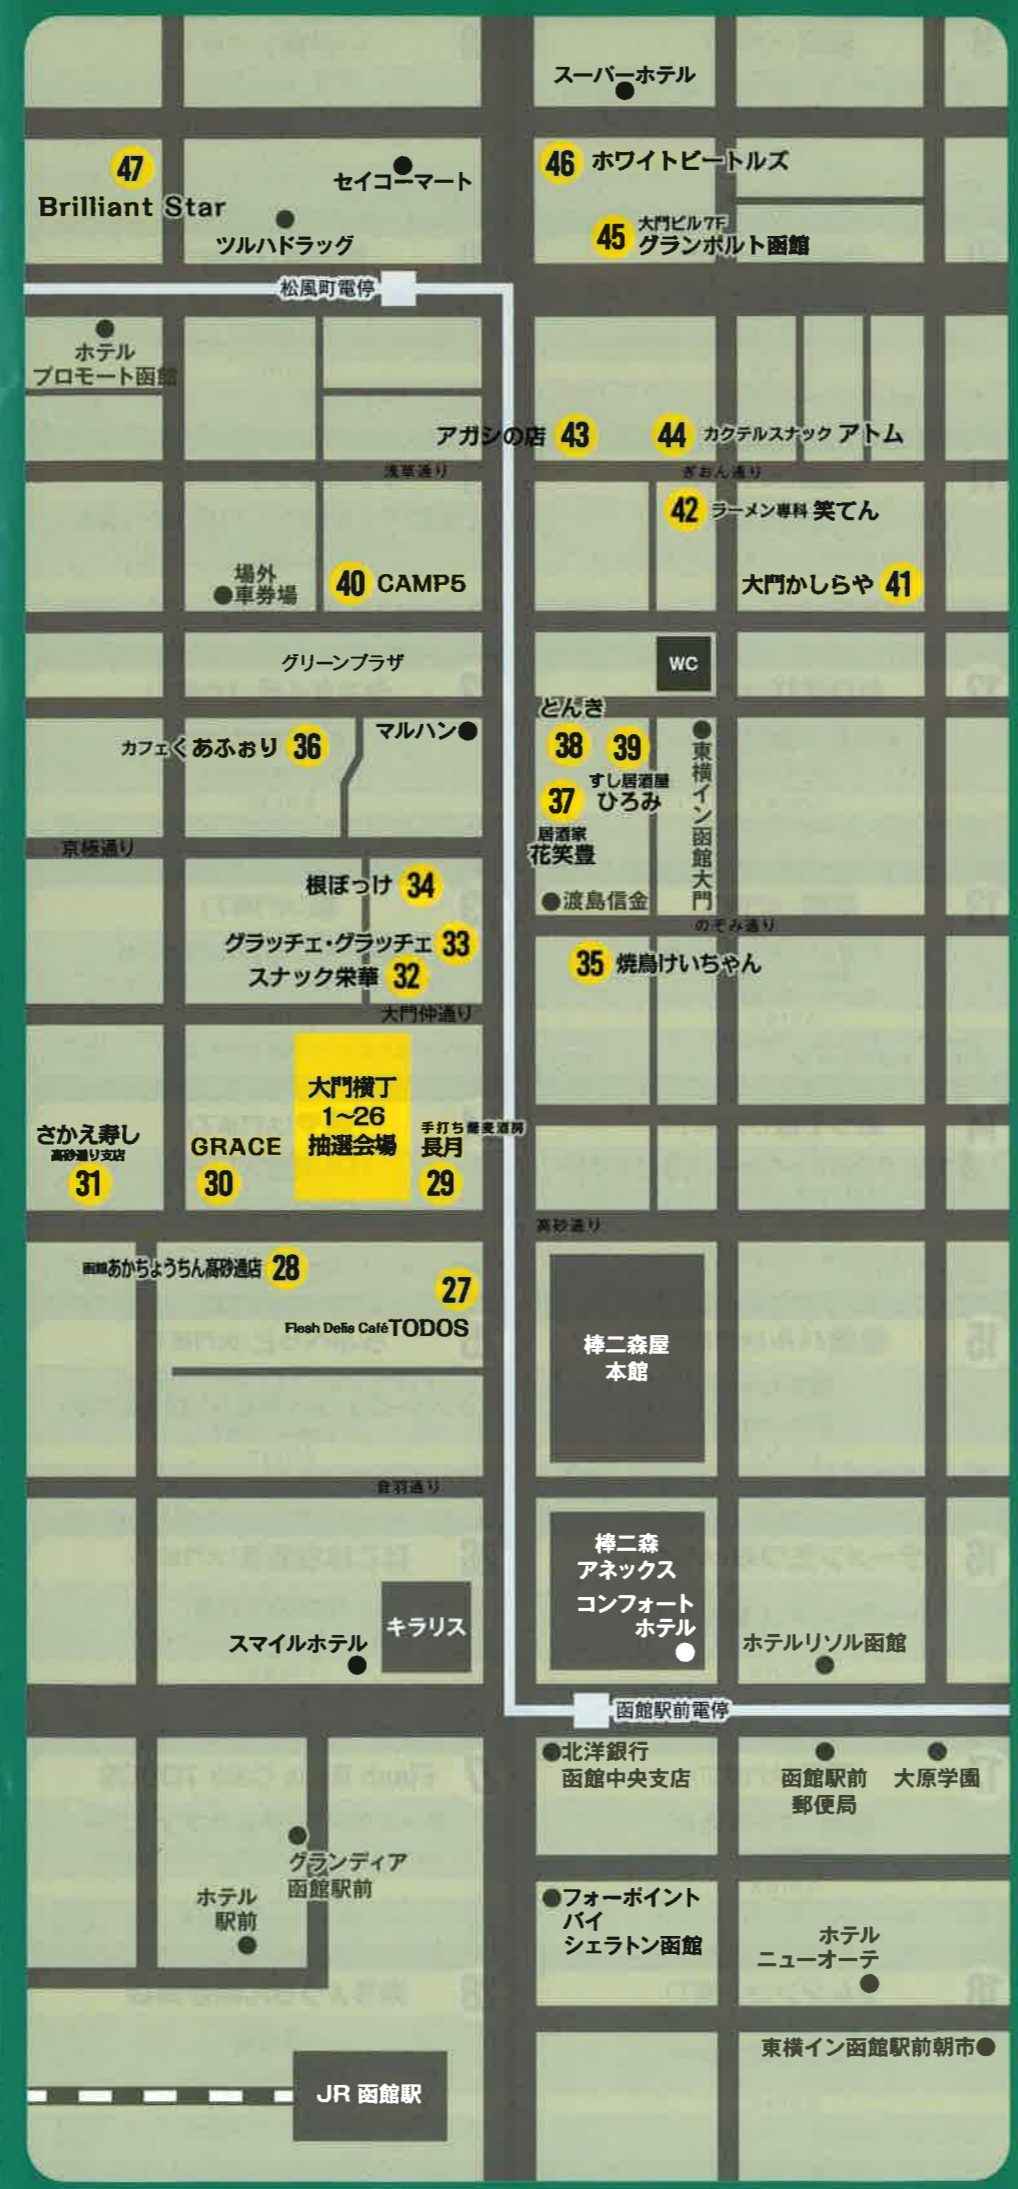 スーパーホテル
47
Brilliant Star
セイコーマート
ツルハドラッグ
46 ホワイトビートルズ
45 大門ビル7F
グランポルト函館
松風町電停
ホテル
プロモート函館
アガシの店 43
44 カクテルスナック アトム
浅草通り
ぎおん通り
42 ラーメン専科 笑てん
場外
車券場
40 CAMP5
大門かしらや 41
グリーンプラザ
WC
とんき
38
39
すし居酒屋
ひろみ
37
居酒家
花笑豊
渡島信金
東横イン函館大門
カフェくあふぉり 36
マルハン
京極通り
根ぼっけ 34
グラッチェ・グラッチェ 33
スナック栄華 32
のぞみ通り
35 焼鳥けいちゃん
大門仲通り
大門横丁
1~26
抽選会場
さかえ寿し
高砂通り支店
31
GRACE
30
手打ち蕎麦酒房
長月
29
高砂通り
函館あかちょうちん高砂通店 28
27
Flesh Delis Café TODOS
棒二森屋
本館
音羽通り
棒二森
アネックス
コンフォート
ホテル
キラリス
スマイルホテル
ホテルリソル函館
函館駅前電停
北洋銀行
函館中央支店
函館駅前
郵便局
大原学園
グランディア
函館駅前
ホテル
駅前
フォーポイント
バイ
シェラトン函館
ホテル
ニューオーテ
東横イン函館駅前朝市
JR 函館駅